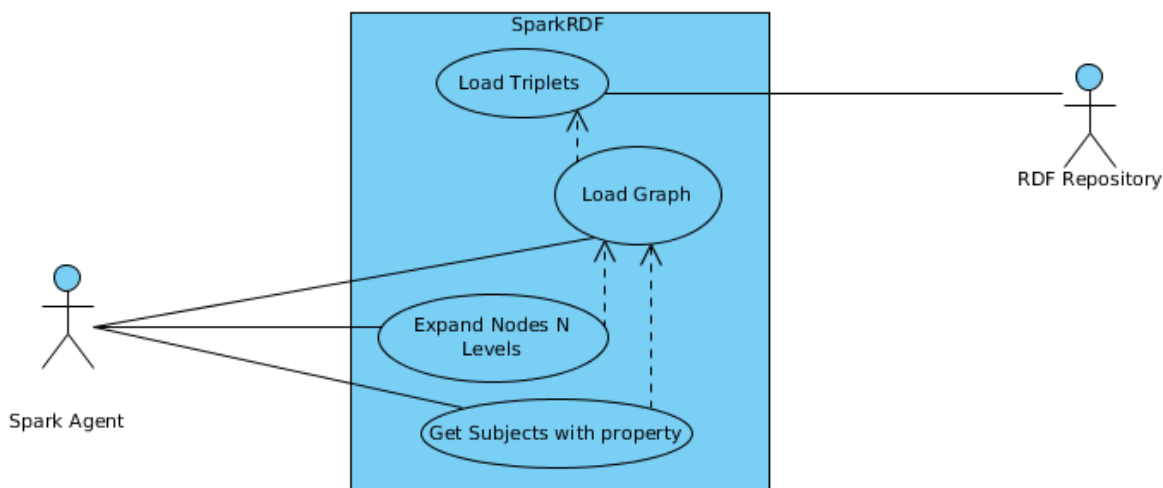 SparkRDF
Load Triplets
RDF Repository
Load Graph
Expand Nodes N
Levels
Spark Agent
Get Subjects with property